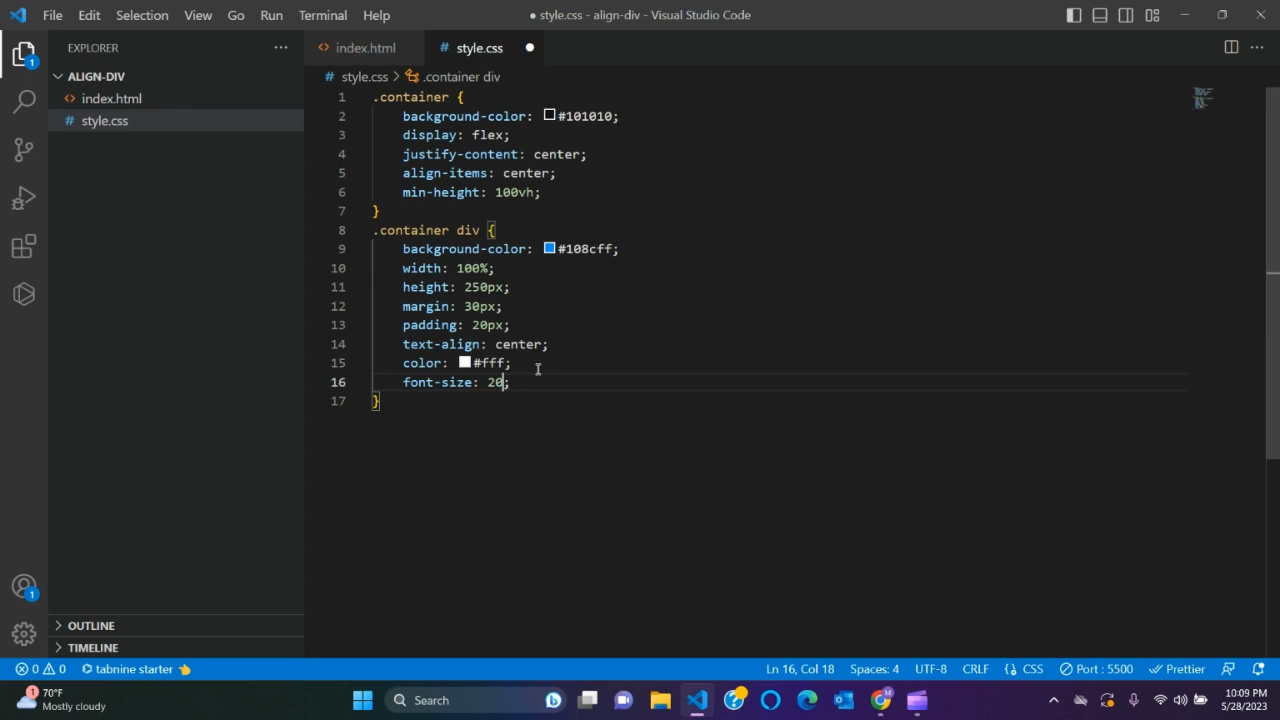 File Edit Selection View Go Run Terminal Help
● style.css - align-div - Visual Studio Code
EXPLORER
index.html
# style.css
1
ALIGN-DIV
index.html
# style.css
# style.css > .container div
1 .container {
2 background-color: #101010;
3 display: flex;
4 justify-content: center;
5 align-items: center;
6 min-height: 100vh;
7 }
8 .container div {
9 background-color: #108cff;
10 width: 100%;
11 height: 250px;
12 margin: 30px;
13 padding: 20px;
14 text-align: center;
15 color: #fff;
16 font-size: 20;
17 }
1
OUTLINE
TIMELINE
0 0 tabnine starter
Ln 16, Col 18 Spaces: 4 UTF-8 CRLF {} CSS Port : 5500 Prettier
1
70°F
Mostly cloudy
Search
10:09 PM
5/28/2023